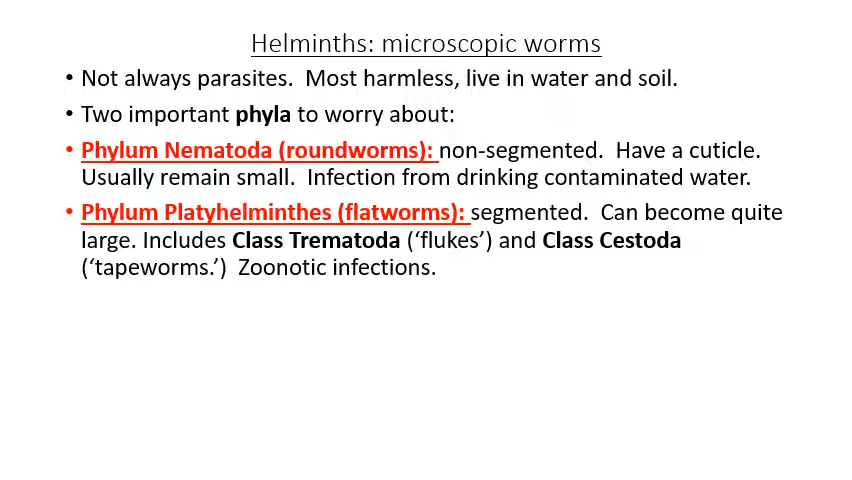 Helminths: microscopic worms
• Not always parasites.  Most harmless, live in water and soil.
• Two important phyla to worry about:
• Phylum Nematoda (roundworms): non-segmented.  Have a cuticle.
Usually remain small.  Infection from drinking contaminated water.
• Phylum Platyhelminthes (flatworms): segmented.  Can become quite
large. Includes Class Trematoda (‘flukes’) and Class Cestoda
(‘tapeworms.’)  Zoonotic infections.